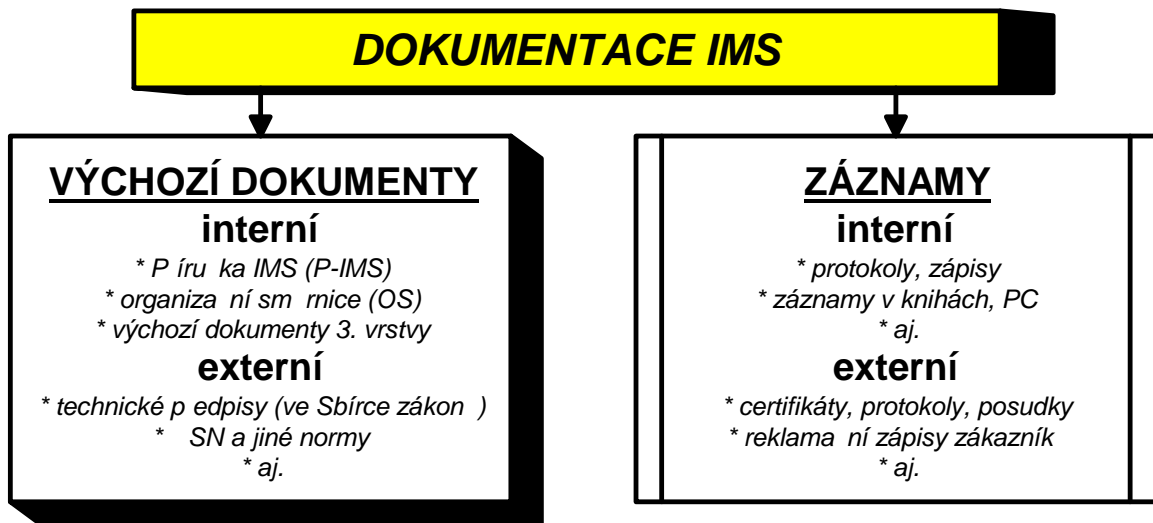 DOKUMENTACE IMS
VÝCHOZÍ DOKUMENTY
interní
* P íru ka IMS (P-IMS)
* organiza ní sm rnice (OS)
* výchozí dokumenty 3. vrstvy
externí
* technické p edpisy (ve Sbírce zákon )
* SN a jiné normy
* aj.
ZÁZNAMY
interní
* protokoly, zápisy
* záznamy v knihách, PC
* aj.
externí
* certifikáty, protokoly, posudky
* reklama ní zápisy zákazník
* aj.